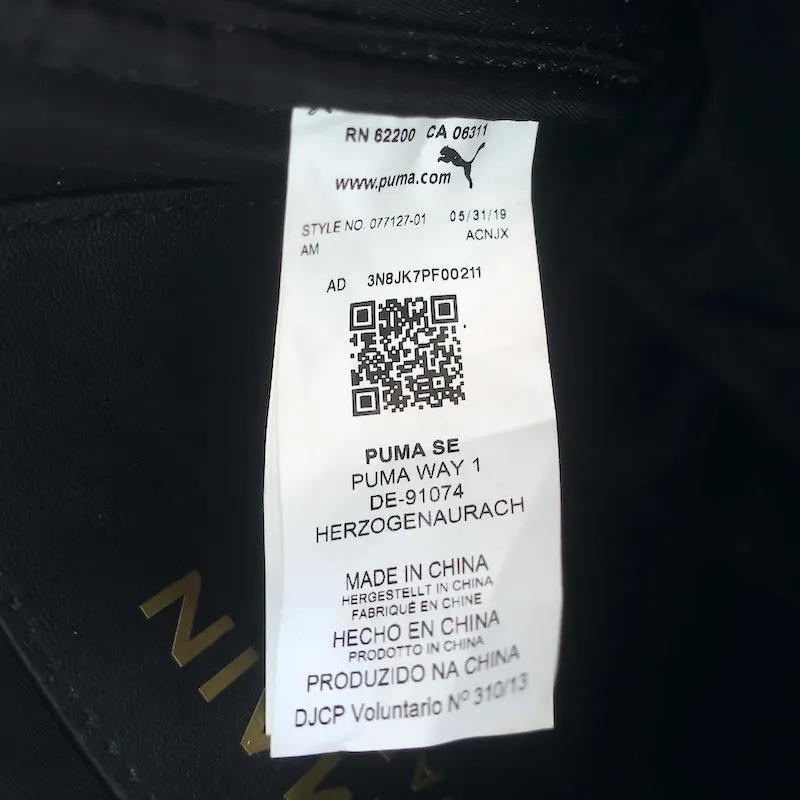 RN 62200 CA 06311
www.puma.com
STYLE NO. 077127-01 05/31/19
AM ACNJX
AD 3N8JK7PF00211
PUMA SE
PUMA WAY 1
DE-91074
HERZOGENAURACH
MADE IN CHINA
HERGESTELLT IN CHINA
FABRIQUÉ EN CHINE
HECHO EN CHINA
PRODOTTO IN CHINA
PRODUZIDO NA CHINA
DJCP Voluntario Nº 310/13